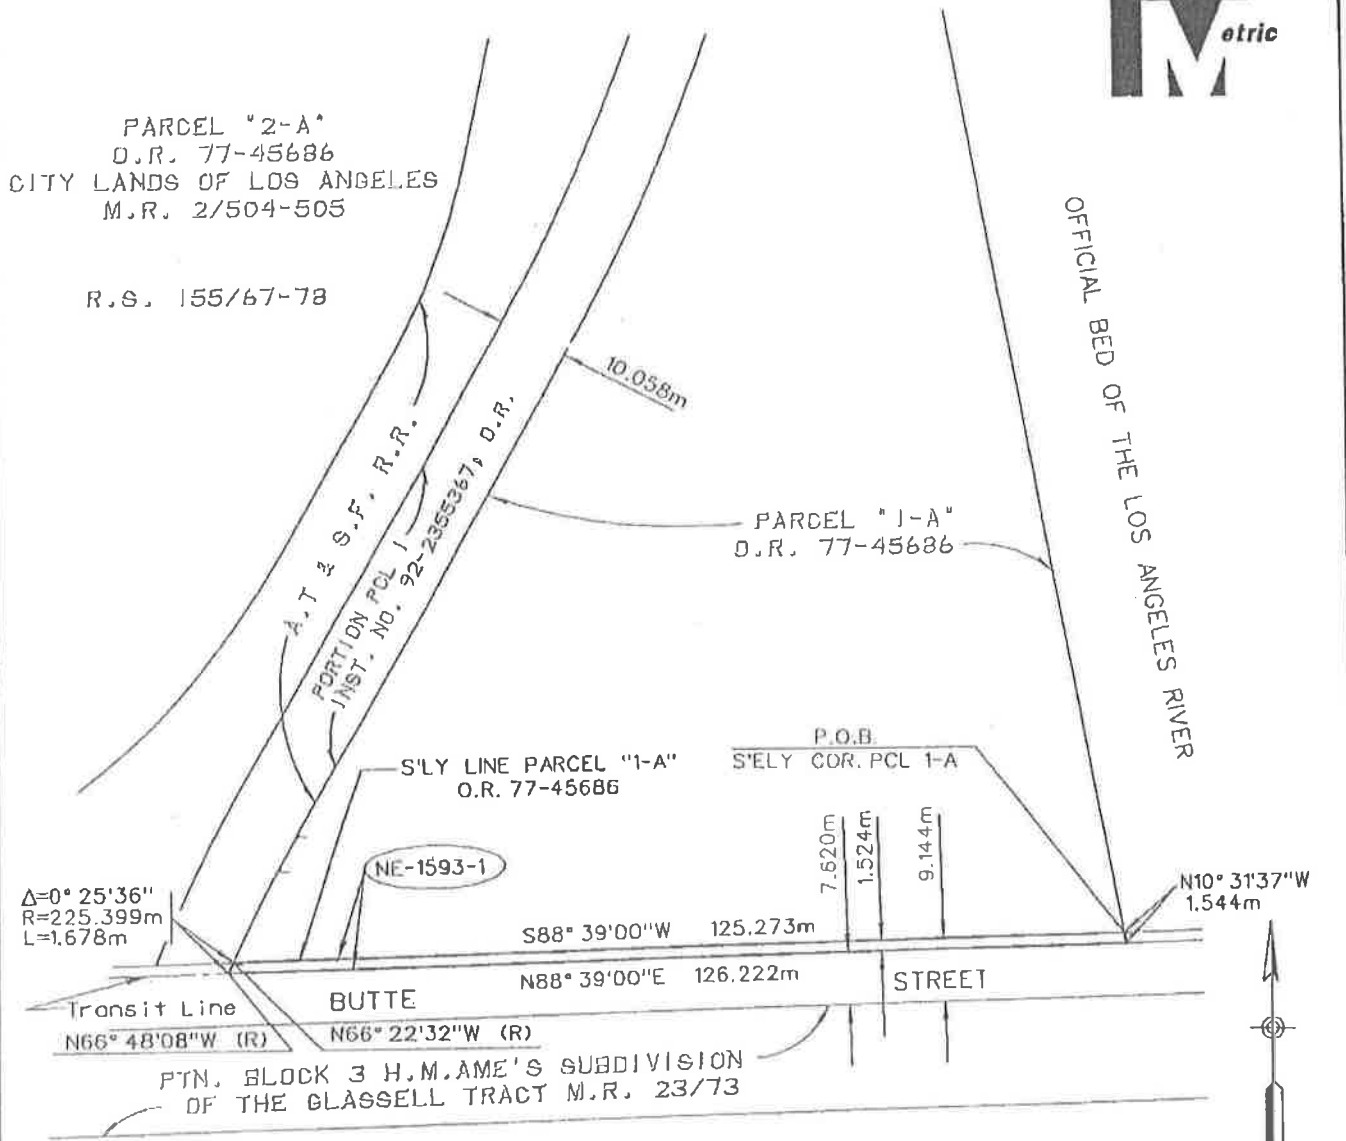 Metric
PARCEL "2-A"
O.R. 77-45686
CITY LANDS OF LOS ANGELES
M.R. 2/504-505
R.S. 155/67-78
10.058m
OFFICIAL BED OF THE LOS ANGELES RIVER
A.T & S.F. R.R.
PORTION PCL 1
INST. NO. 92-2355367, O.R.
PARCEL "1-A"
O.R. 77-45686
S'LY LINE PARCEL "1-A"
O.R. 77-45686
P.O.B.
S'ELY COR. PCL 1-A
NE-1593-1
7.620m
1.524m
9.144m
Δ=0° 25'36"
R=225.399m
L=1.678m
N10° 31'37"W
1.544m
S88° 39'00"W 125.273m
N88° 39'00"E 126.222m
BUTTE STREET
Transit Line
N66° 48'08"W (R)
N66° 22'32"W (R)
PTN. BLOCK 3 H.M.AME'S SUBDIVISION
OF THE GLASSELL TRACT M.R. 23/73